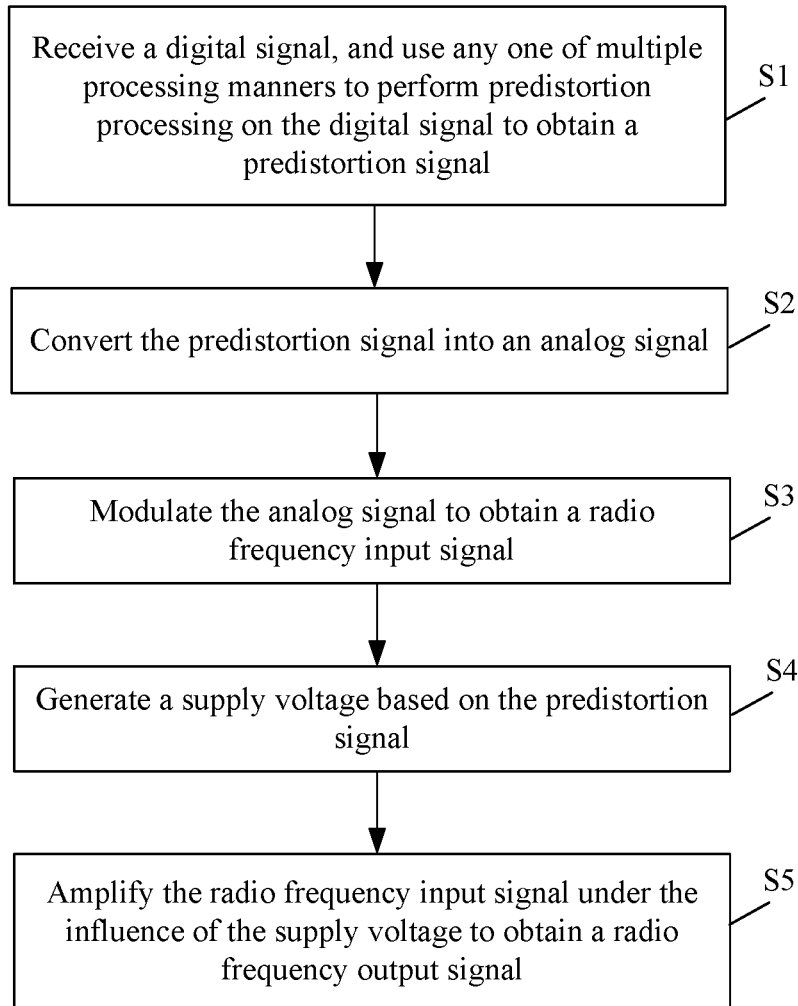 Receive a digital signal, and use any one of multiple
processing manners to perform predistortion
processing on the digital signal to obtain a
predistortion signal
S1
Convert the predistortion signal into an analog signal
S2
Modulate the analog signal to obtain a radio
frequency input signal
S3
Generate a supply voltage based on the predistortion
signal
S4
Amplify the radio frequency input signal under the
influence of the supply voltage to obtain a radio
frequency output signal
S5